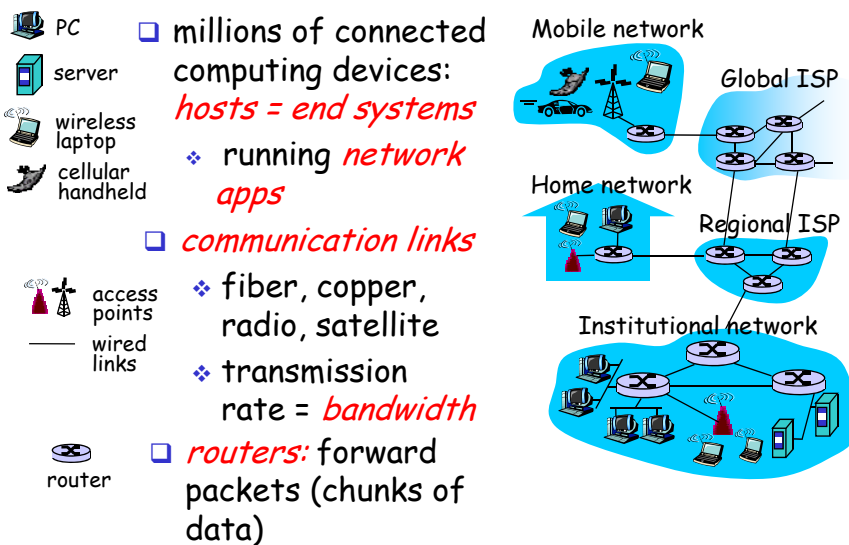 PC
server
wireless
laptop
cellular
handheld
access
points
wired
links
router
millions of connected
computing devices:
hosts = end systems
running network
apps
communication links
fiber, copper,
radio, satellite
transmission
rate = bandwidth
routers: forward
packets (chunks of
data)
Mobile network
Global ISP
Home network
Regional ISP
Institutional network